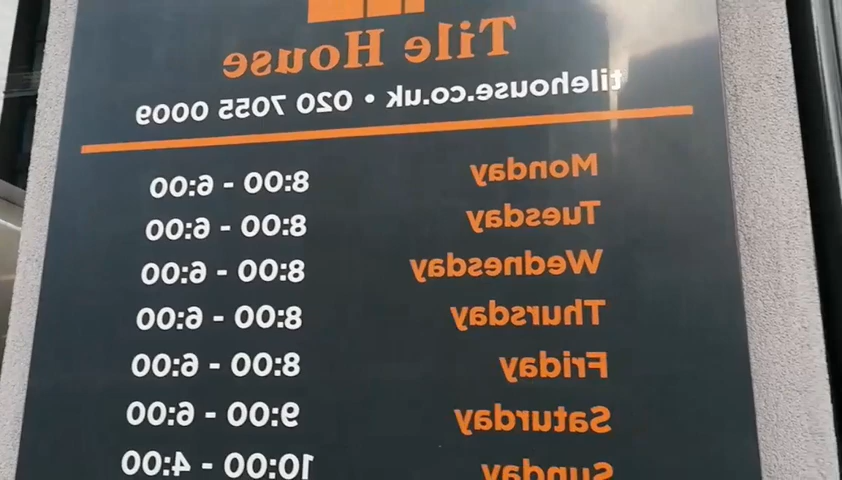 Tile House
tilehouse.co.uk • 020 7055 0009
Monday 8:00 - 6:00
Tuesday 8:00 - 6:00
Wednesday 8:00 - 6:00
Thursday 8:00 - 6:00
Friday 8:00 - 6:00
Saturday 9:00 - 6:00
Sunday 10:00 - 4:00